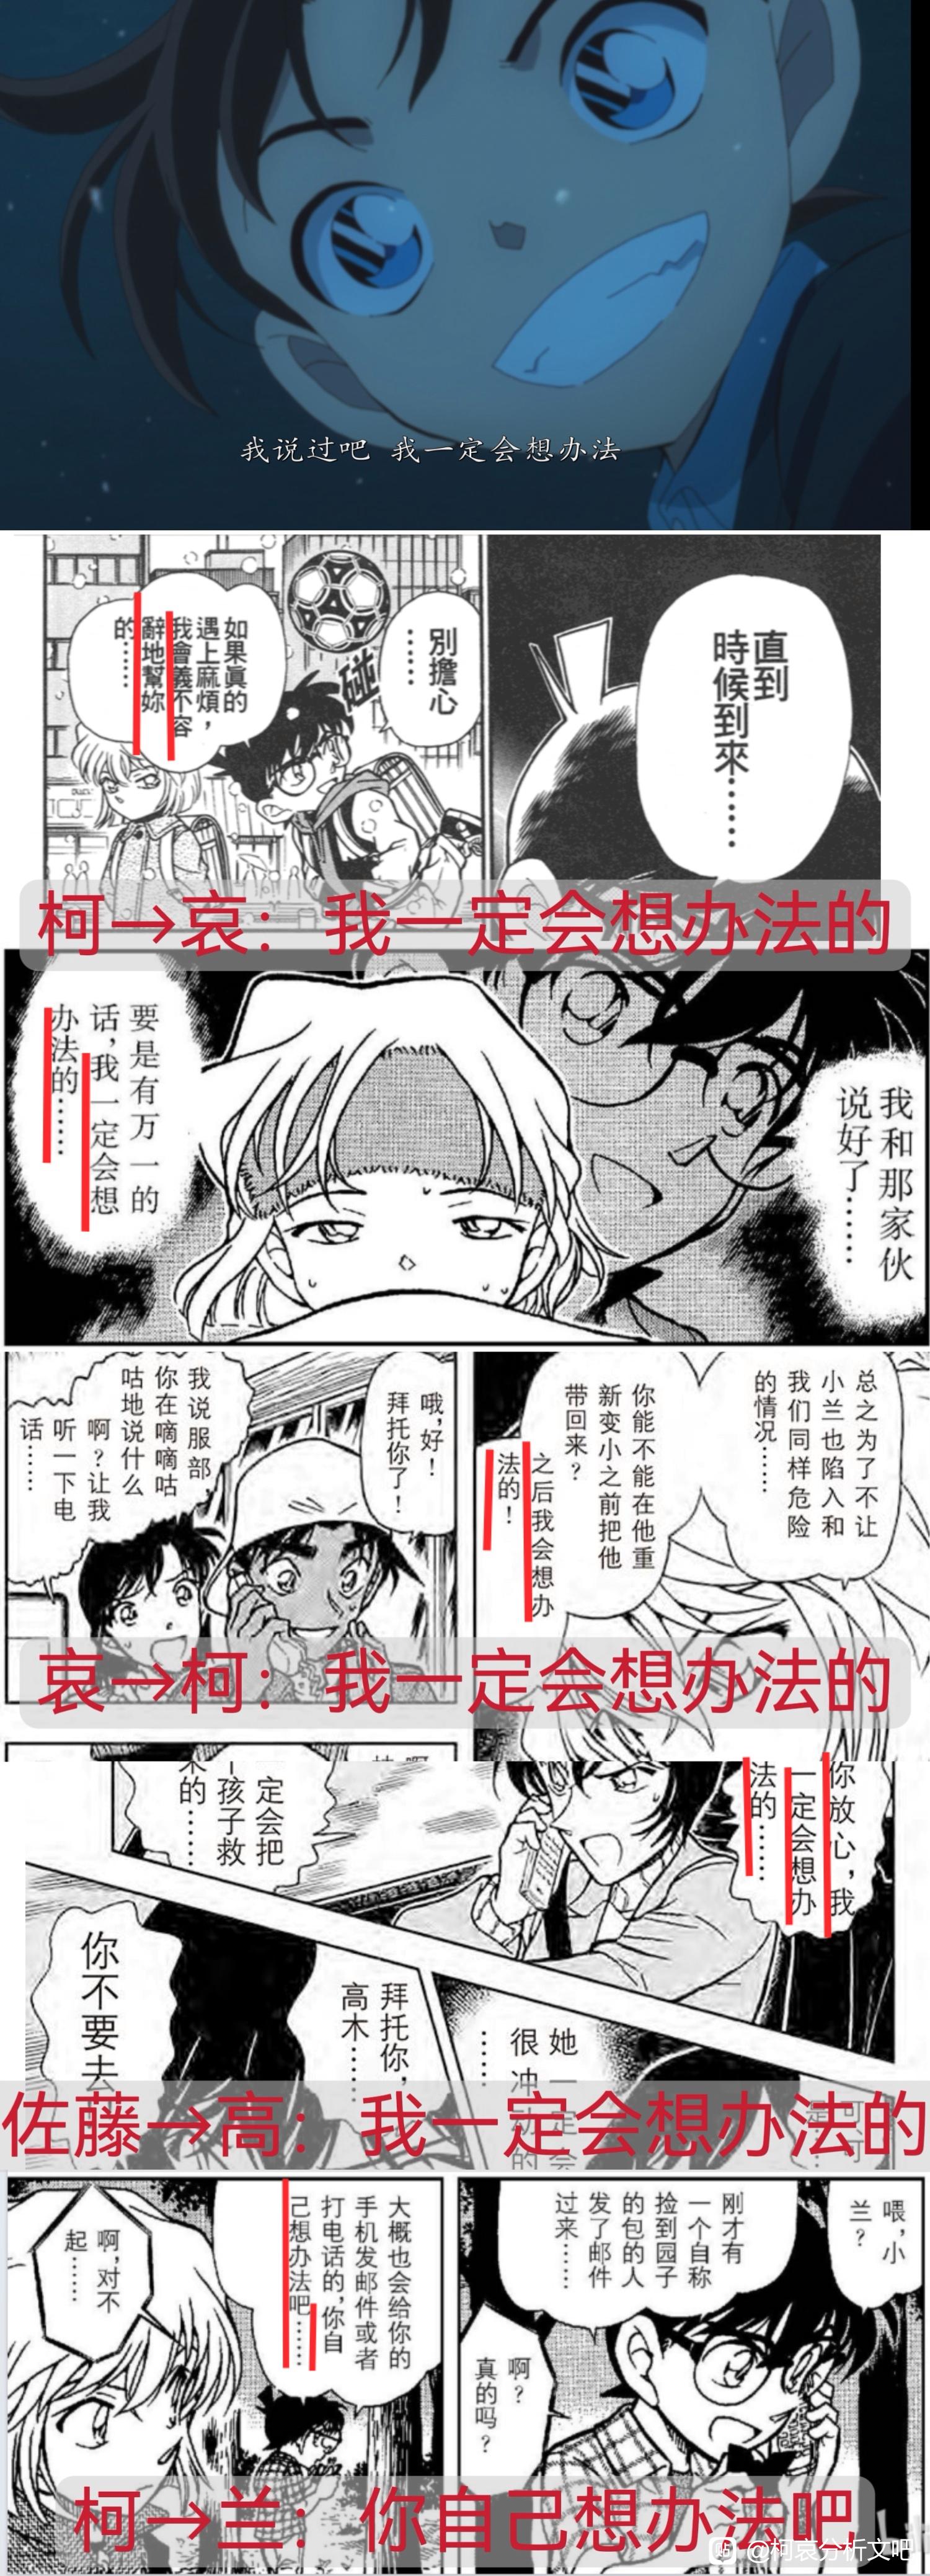 我说过吧 我一定会想办法
直到
時候到來……
別擔心
……
碰
如果真的
遇上麻煩，
我會義不容
辭地幫妳
的……
柯→哀：我一定会想办法的
我和那家伙
说好了……
要是有万一的
话，我一定会想
办法的……
总之为了不让
小兰也陷入和
我们同样危险
的情况……
你能不能在他重
新变小之前把他
带回来？
之后我会想办
法的！
哦，好！
拜托你了！
我说服部，
你在嘀嘀咕
咕地说什么
啊？让我
听一下电
话……
哀→柯：我一定会想办法的
你放心，我
一定会想办
法的……
定会把
孩子救
的……
她一定会
很冲
……
拜托你，
高木……
你不要去
佐藤→高：我一定会想办法的
喂，小
兰？
刚才有
一个自称
捡到园子
的包的人
发了邮件
过来……
啊？
真的吗？
大概也会给你的
手机发邮件或者
打电话的，你自
己想办法吧……
啊，对不
起……
柯→兰：你自己想办法吧
贴 @柯哀分析文吧